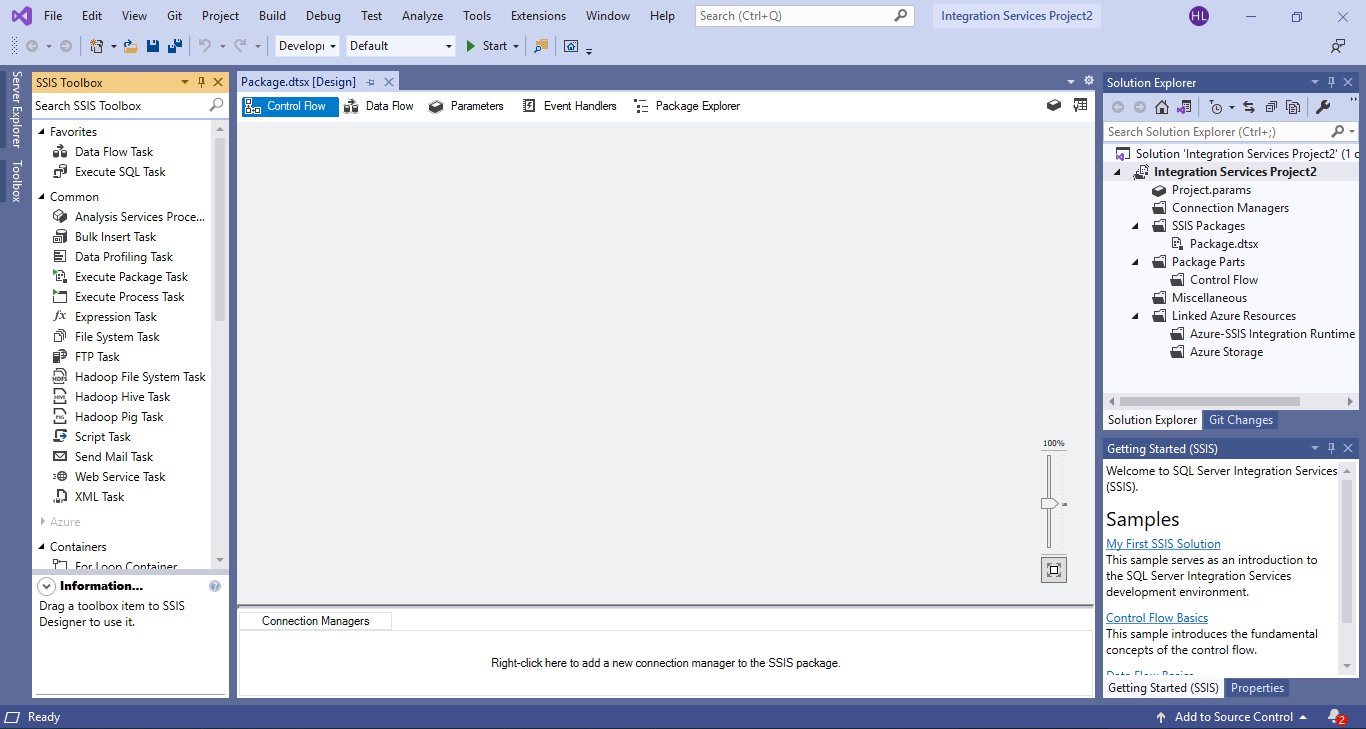 File Edit View Git Project Build Debug Test Analyze Tools Extensions Window Help Search (Ctrl+Q) Integration Services Project2 HL
Developi Default Start
Server Explorer
Toolbox
SSIS Toolbox
Search SSIS Toolbox
Favorites
Data Flow Task
Execute SQL Task
Common
Analysis Services Proce...
Bulk Insert Task
Data Profiling Task
Execute Package Task
Execute Process Task
Expression Task
File System Task
FTP Task
Hadoop File System Task
Hadoop Hive Task
Hadoop Pig Task
Script Task
Send Mail Task
Web Service Task
XML Task
Azure
Containers
For Loop Container
Information...
Drag a toolbox item to SSIS
Designer to use it.
Package.dtsx [Design]
Control Flow Data Flow Parameters Event Handlers Package Explorer
100%
Connection Managers
Right-click here to add a new connection manager to the SSIS package.
Solution Explorer
Search Solution Explorer (Ctrl+;)
Solution 'Integration Services Project2' (1 c
Integration Services Project2
Project.params
Connection Managers
SSIS Packages
Package.dtsx
Package Parts
Control Flow
Miscellaneous
Linked Azure Resources
Azure-SSIS Integration Runtime
Azure Storage
Solution Explorer Git Changes
Getting Started (SSIS)
Welcome to SQL Server Integration Services
(SSIS).
Samples
My First SSIS Solution
This sample serves as an introduction to
the SQL Server Integration Services
development environment.
Control Flow Basics
This sample introduces the fundamental
concepts of the control flow.
Data Flow Basics
Getting Started (SSIS) Properties
Ready Add to Source Control 2